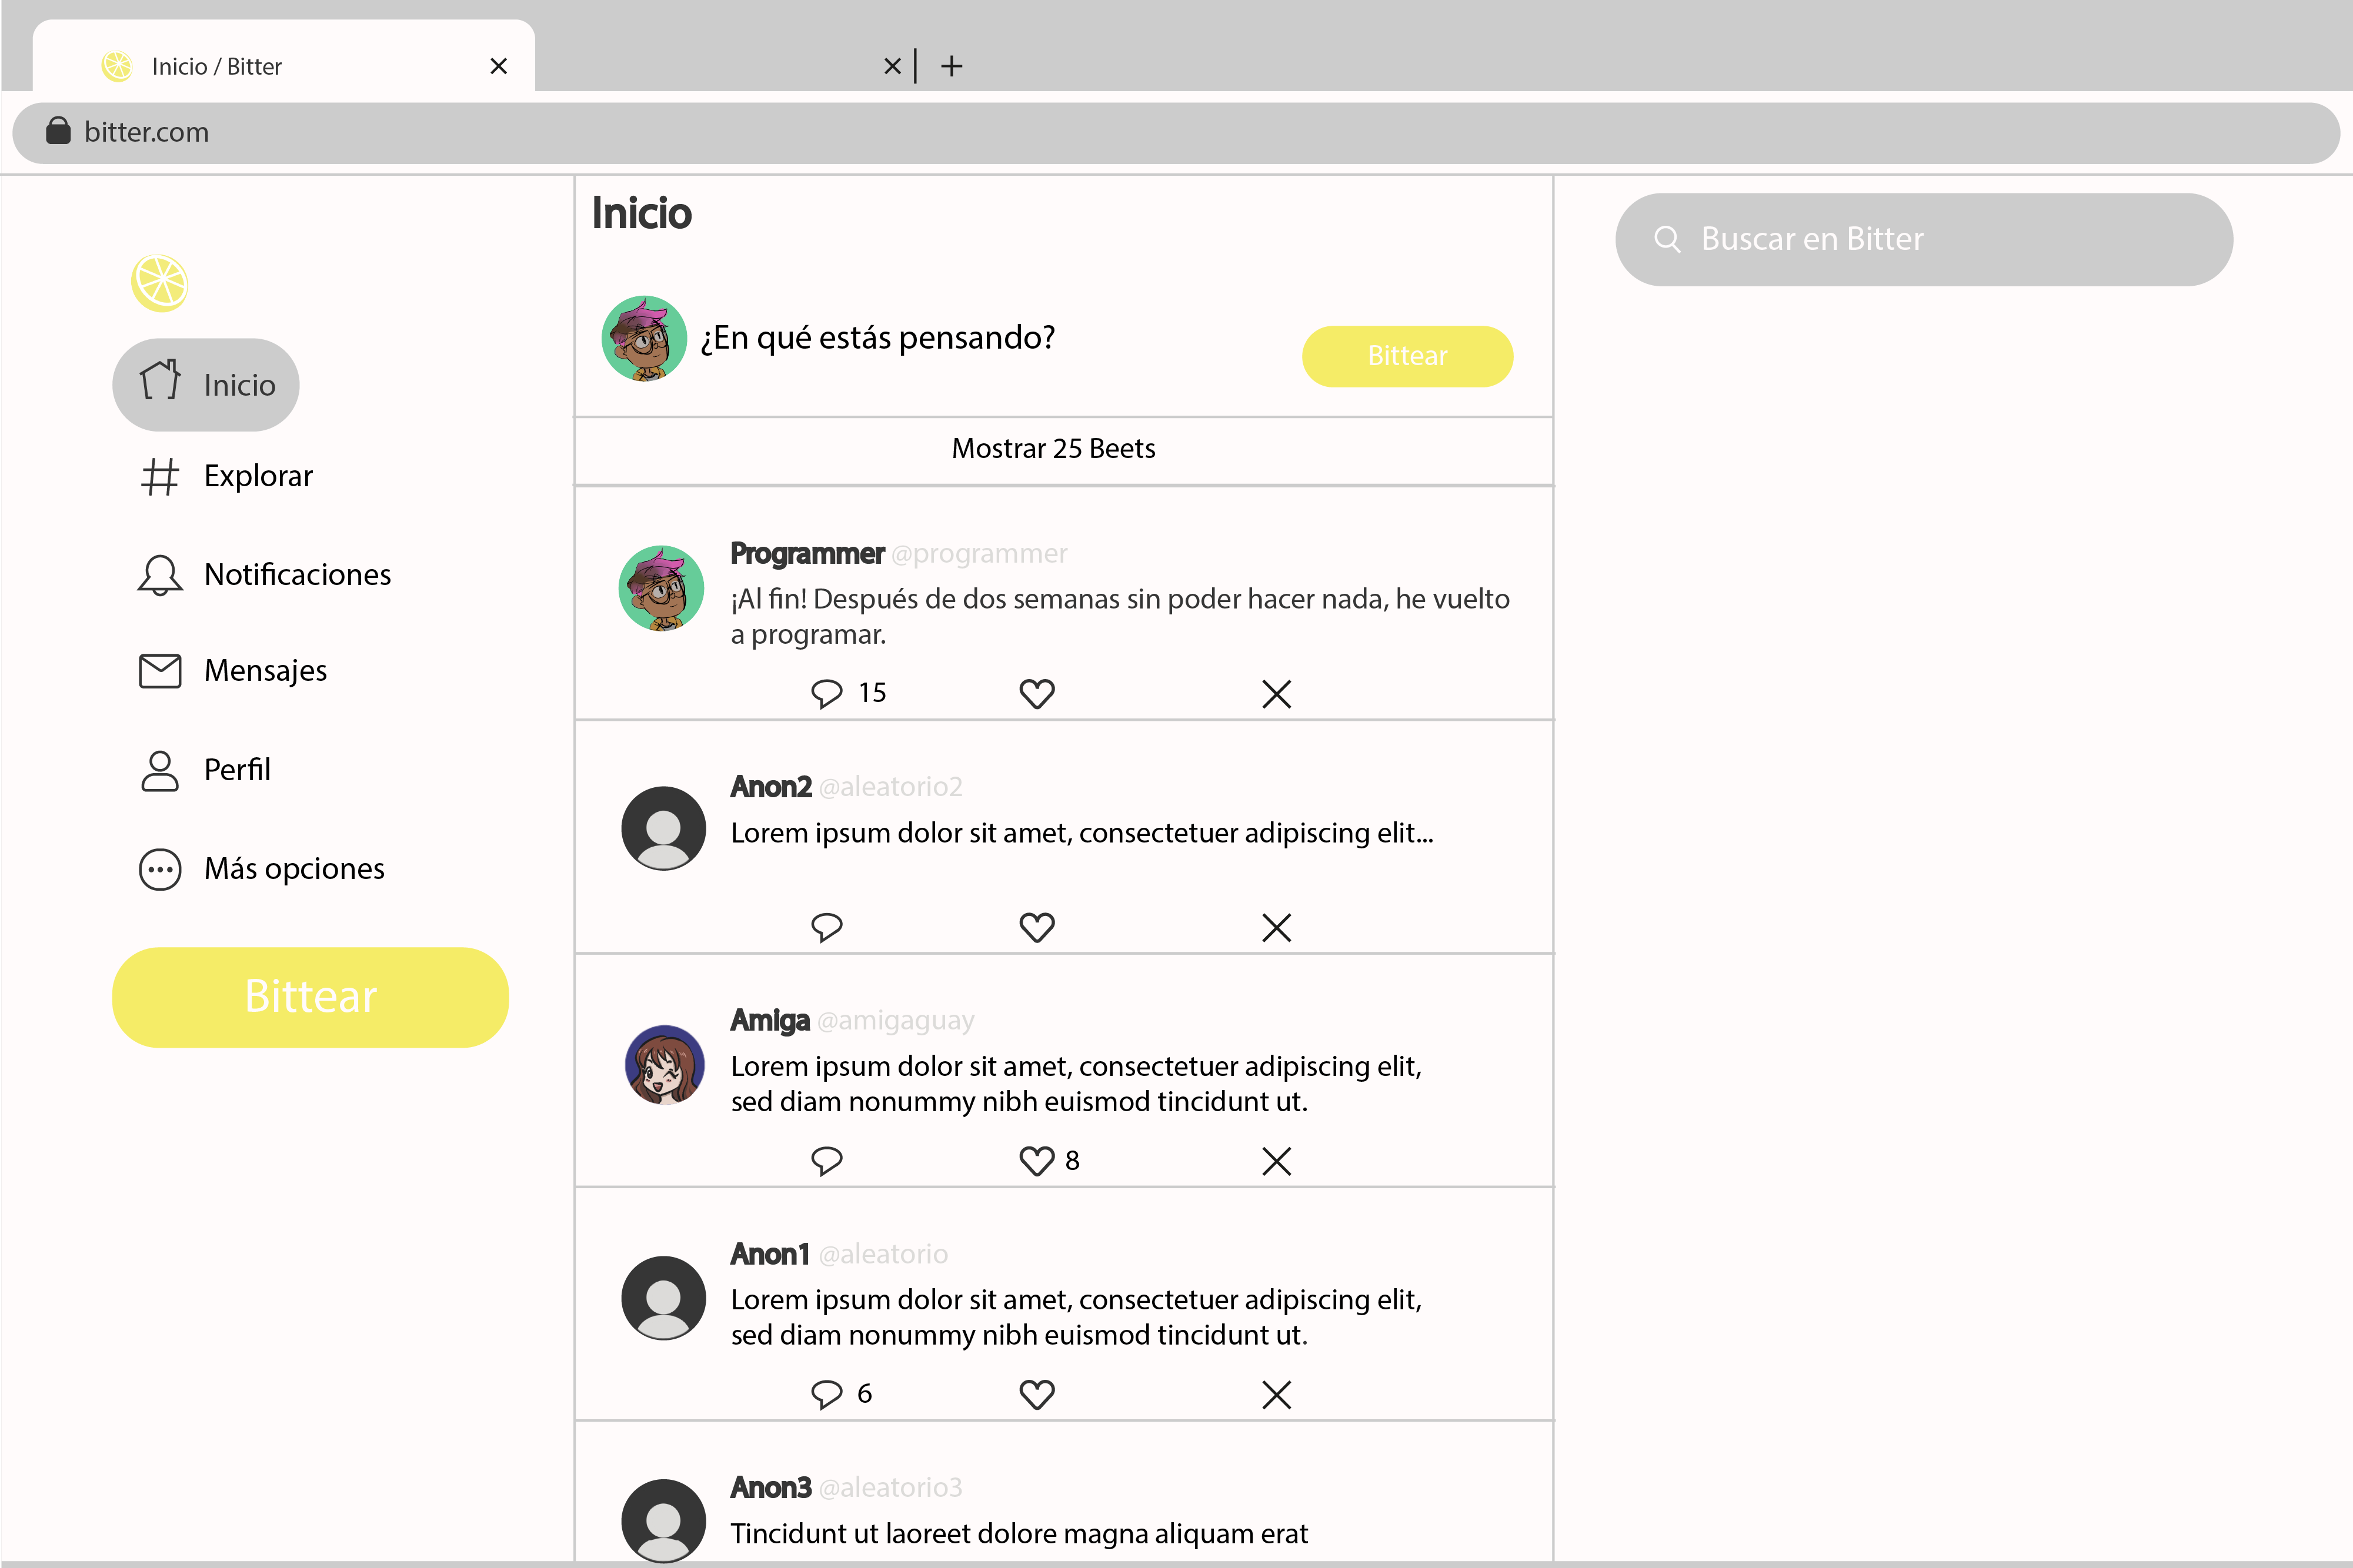 Inicio / Bitter
bitter.com
Inicio
Explorar
Notificaciones
Mensajes
Perfil
Más opciones
Bittear
Inicio
¿En qué estás pensando?
Bittear
Mostrar 25 Beets
Programmer @programmer
¡Al fin! Después de dos semanas sin poder hacer nada, he vuelto
a programar.
15
Anon2 @aleatorio2
Lorem ipsum dolor sit amet, consectetuer adipiscing elit...
Amiga @amigaguay
Lorem ipsum dolor sit amet, consectetuer adipiscing elit,
sed diam nonummy nibh euismod tincidunt ut.
8
Anon1 @aleatorio
Lorem ipsum dolor sit amet, consectetuer adipiscing elit,
sed diam nonummy nibh euismod tincidunt ut.
6
Anon3 @aleatorio3
Tincidunt ut laoreet dolore magna aliquam erat
Buscar en Bitter